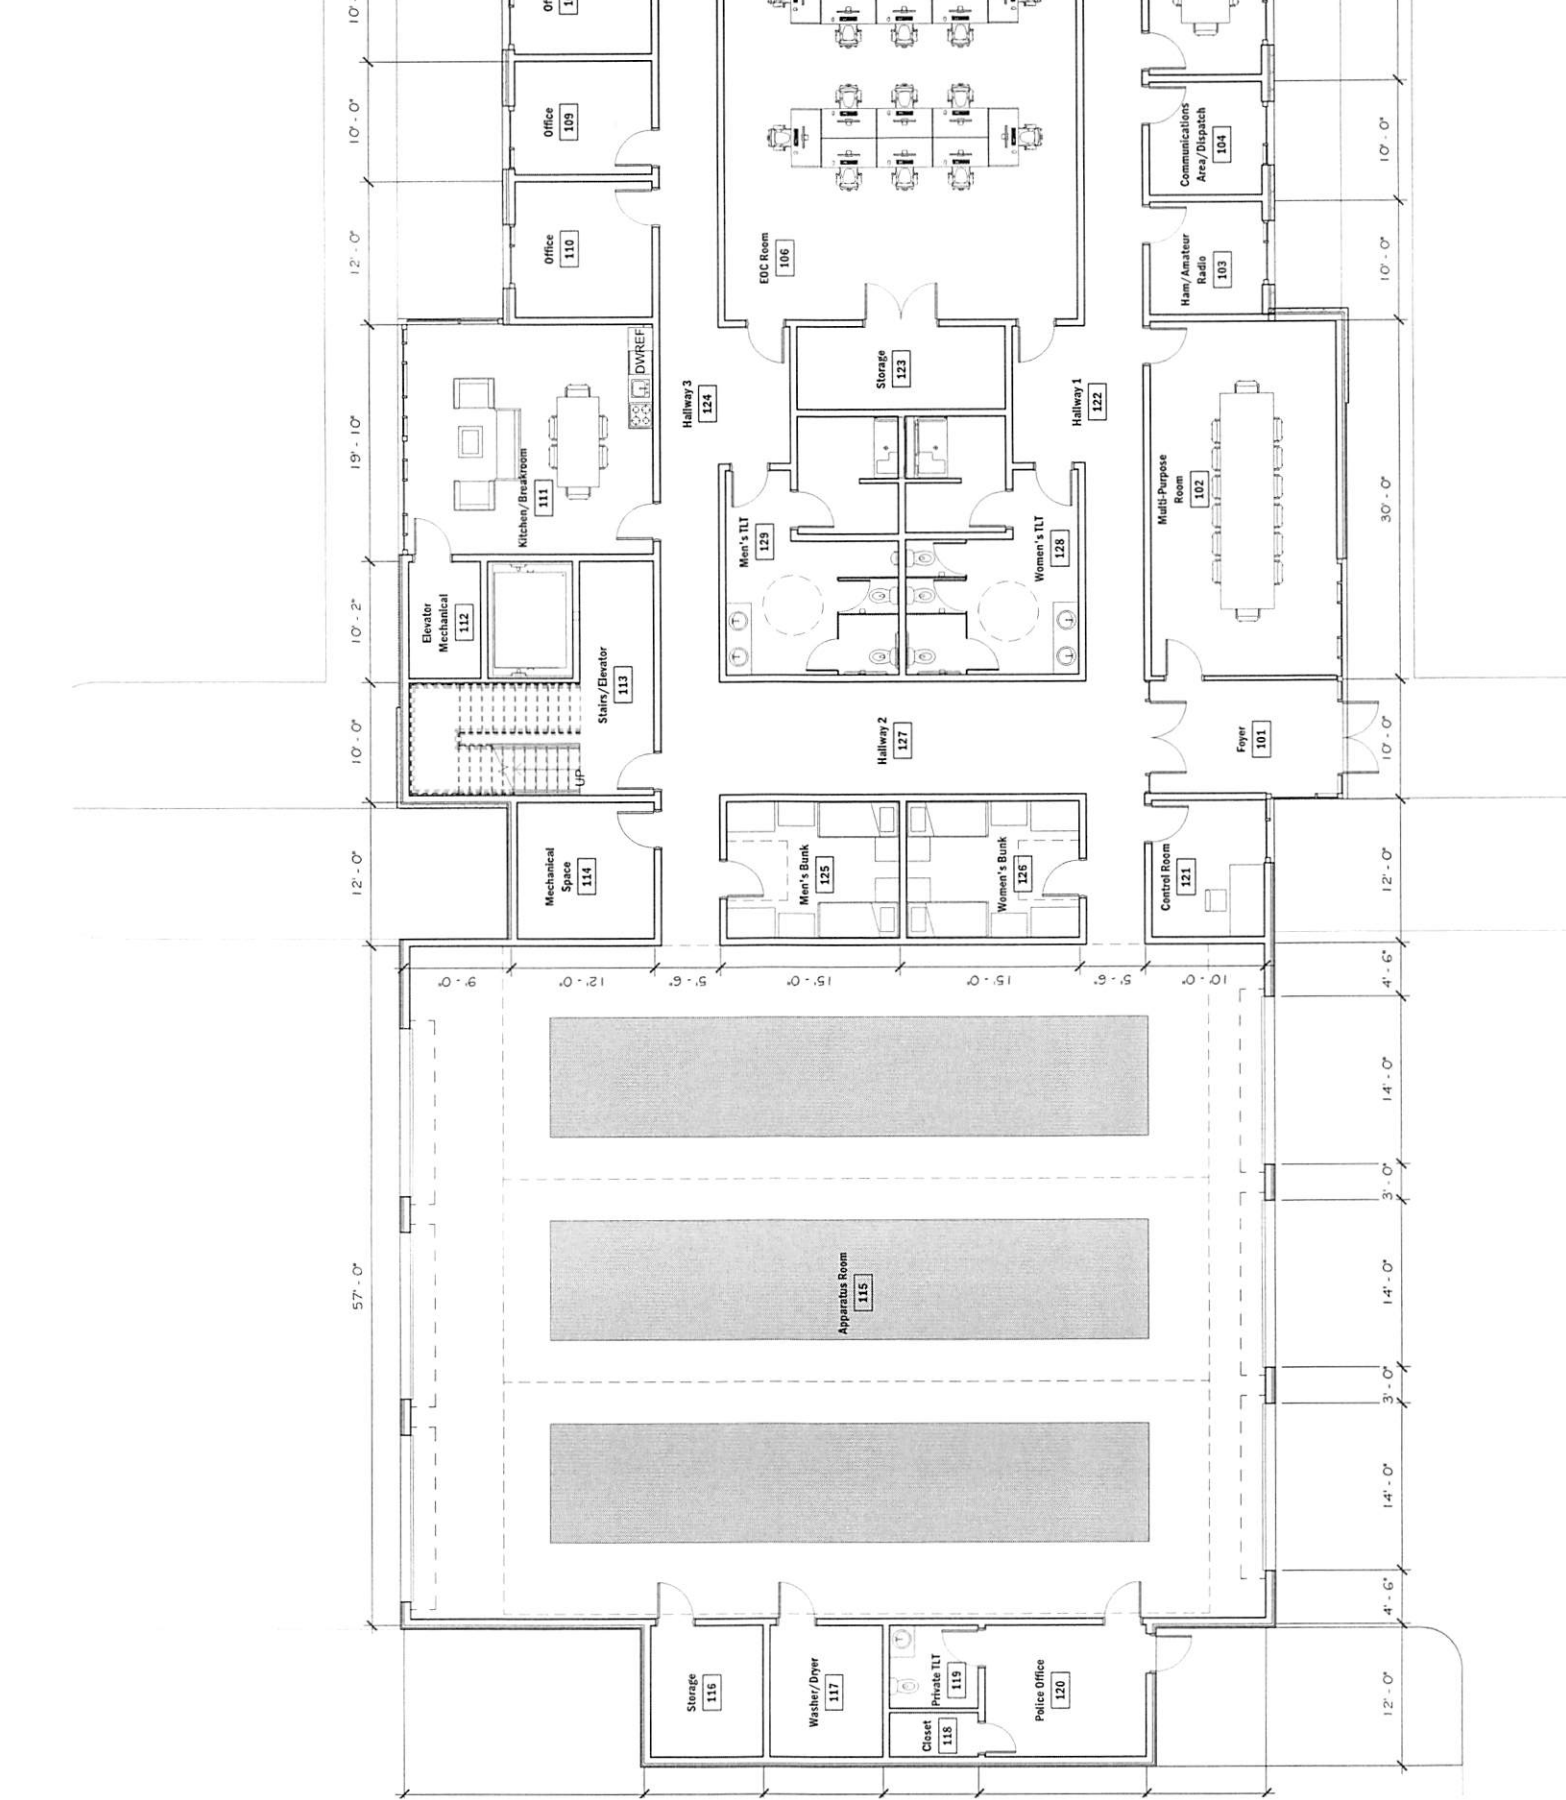 10' - 0"
Office
109
12' - 0"
Office
110
19' - 10"
Kitchen/Breakroom
111
DW
REF
10' - 2"
Elevator
Mechanical
112
Stairs/Elevator
113
UP
10' - 0"
12' - 0"
Mechanical
Space
114
57' - 0"
EOC Room
106
Hallway 3
124
Storage
123
Hallway 1
122
Men's TLT
129
Women's TLT
128
Hallway 2
127
Men's Bunk
125
Women's Bunk
126
Communications
Area/Dispatch
104
10' - 0"
Ham/Amateur
Radio
103
10' - 0"
Multi-Purpose
Room
102
30' - 0"
Foyer
101
10' - 0"
Control Room
121
12' - 0"
9' - 0"
12' - 0"
5' - 6"
15' - 0"
15' - 0"
5' - 6"
10' - 0"
4' - 6"
14' - 0"
3' - 0"
14' - 0"
3' - 0"
14' - 0"
4' - 6"
12' - 0"
Apparatus Room
115
Storage
116
Washer/Dryer
117
Private TLT
119
Closet
118
Police Office
120